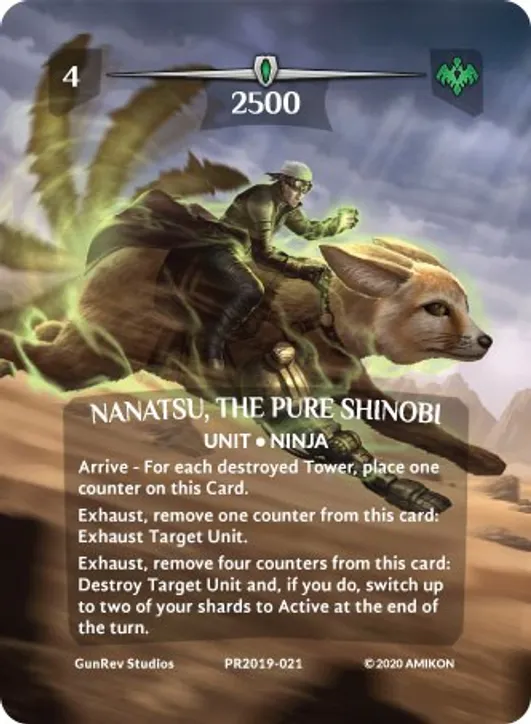 4
2500
NANATSU, THE PURE SHINOBI
UNIT • NINJA
Arrive - For each destroyed Tower, place one
counter on this Card.
Exhaust, remove one counter from this card:
Exhaust Target Unit.
Exhaust, remove four counters from this card:
Destroy Target Unit and, if you do, switch up
to two of your shards to Active at the end of
the turn.
GunRev Studios PR2019-021 ©2020 AMIKON